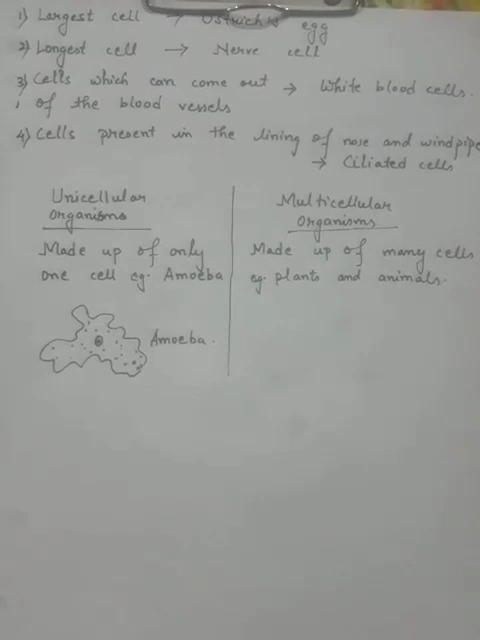 1) Largest cell → Ostrich's egg
2) Longest cell → Nerve cell
3) Cells which can come out → White blood cells.
of the blood vessels
4) Cells present in the lining of nose and windpipe
→ Ciliated cells
Unicellular
Organisms
Made up of only
one cell eg. Amoeba
Amoeba.
Multicellular
Organisms
Made up of many cells
eg. plants and animals.